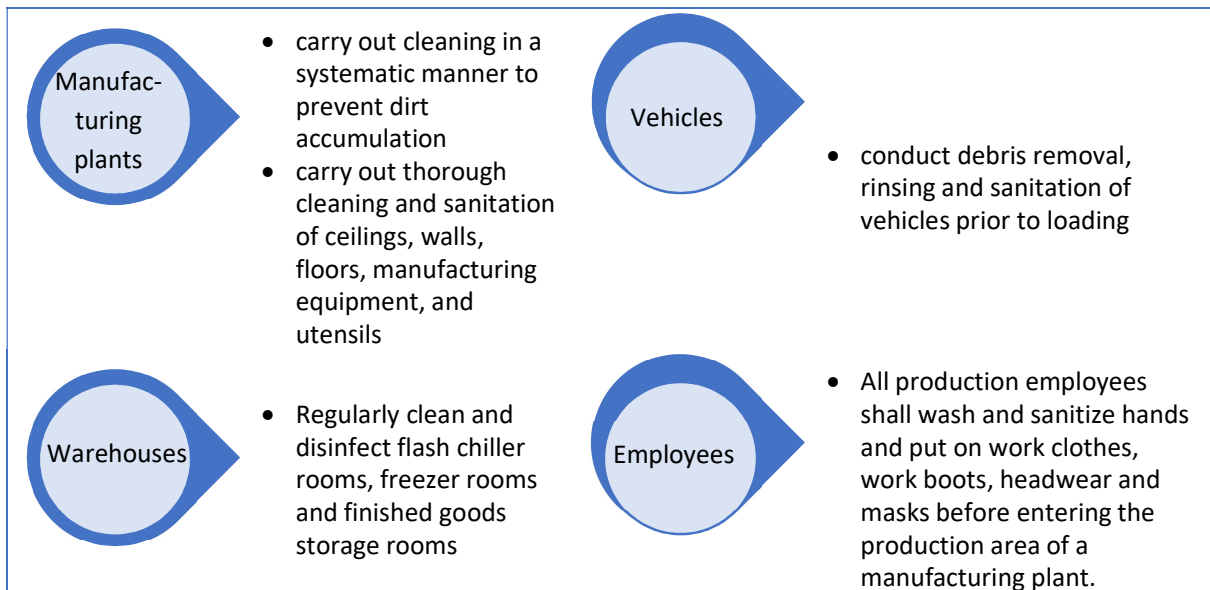 Manufac-
turing
plants
• carry out cleaning in a
systematic manner to
prevent dirt
accumulation
• carry out thorough
cleaning and sanitation
of ceilings, walls,
floors, manufacturing
equipment, and
utensils
Vehicles
• conduct debris removal,
rinsing and sanitation of
vehicles prior to loading
Warehouses
• Regularly clean and
disinfect flash chiller
rooms, freezer rooms
and finished goods
storage rooms
Employees
• All production employees
shall wash and sanitize hands
and put on work clothes,
work boots, headwear and
masks before entering the
production area of a
manufacturing plant.